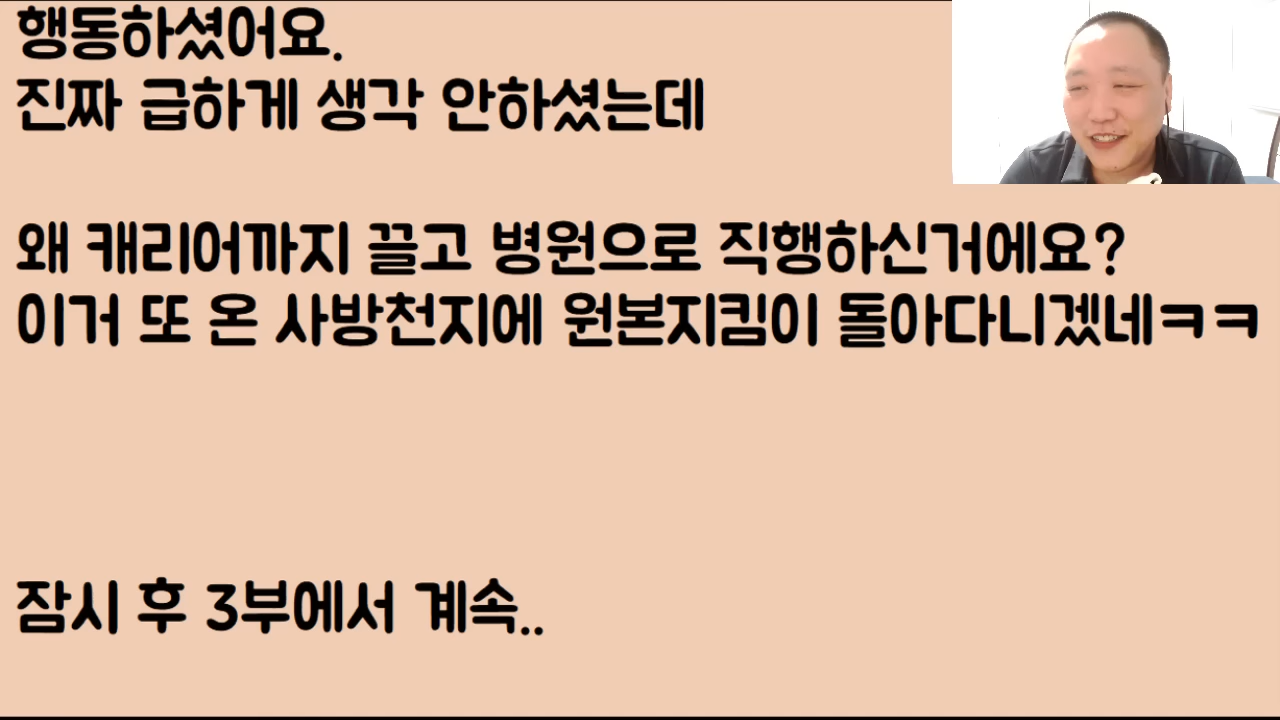 행동하셨어요.
진짜 급하게 생각 안하셨는데
왜 캐리어까지 끌고 병원으로 직행하신거에요?
이거 또 온 사방천지에 원본지킴이 돌아다니겠네ㅋㅋ
잠시 후 3부에서 계속..